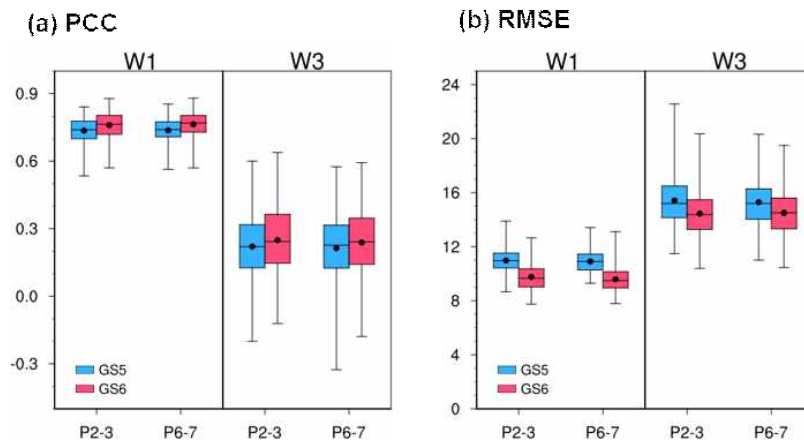 (a) PCC
W1 W3
0.9
0.6
0.3
0.0
-0.3
GS5
GS6
P2-3 P6-7 P2-3 P6-7
(b) RMSE
W1 W3
24
20
16
12
8
4
0
GS5
GS6
P2-3 P6-7 P2-3 P6-7